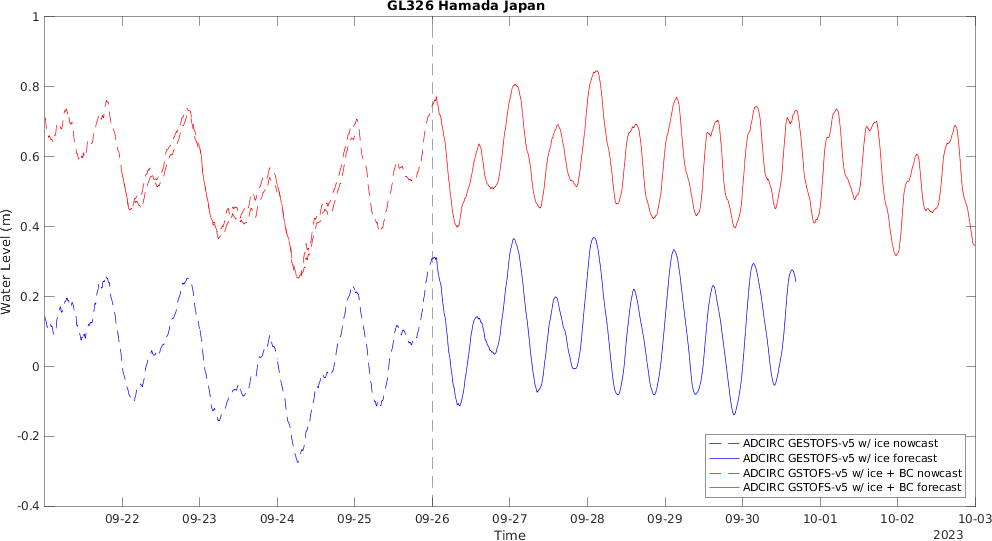 GL326 Hamada Japan
1
0.8
0.6
0.4
0.2
0
-0.2
-0.4
Water Level (m)
ADCIRC GESTOFS-v5 w/ ice nowcast
ADCIRC GESTOFS-v5 w/ ice forecast
ADCIRC GSTOFS-v5 w/ ice + BC nowcast
ADCIRC GSTOFS-v5 w/ ice + BC forecast
09-22 09-23 09-24 09-25 09-26 09-27 09-28 09-29 09-30 10-01 10-02 10-03
Time
2023